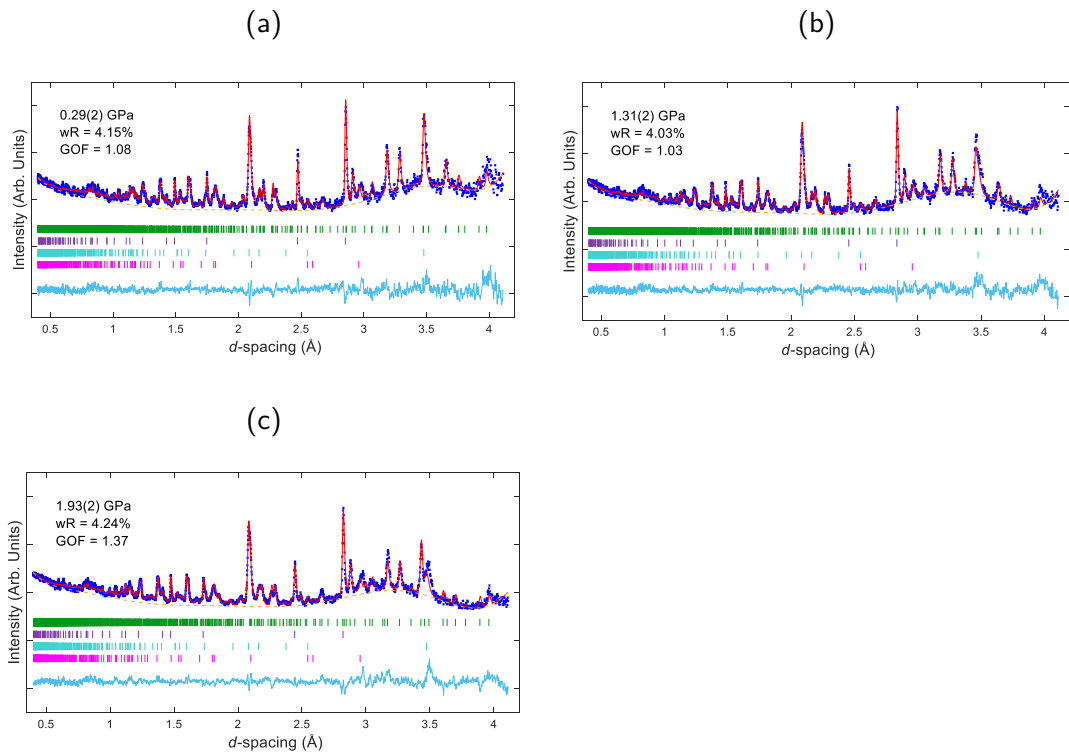 (a)
(b)
0.29(2) GPa
wR = 4.15%
GOF = 1.08
Intensity (Arb. Units)
0.5 1 1.5 2 2.5 3 3.5 4
d-spacing (Å)
1.31(2) GPa
wR = 4.03%
GOF = 1.03
Intensity (Arb. Units)
0.5 1 1.5 2 2.5 3 3.5 4
d-spacing (Å)
(c)
1.93(2) GPa
wR = 4.24%
GOF = 1.37
Intensity (Arb. Units)
0.5 1 1.5 2 2.5 3 3.5 4
d-spacing (Å)